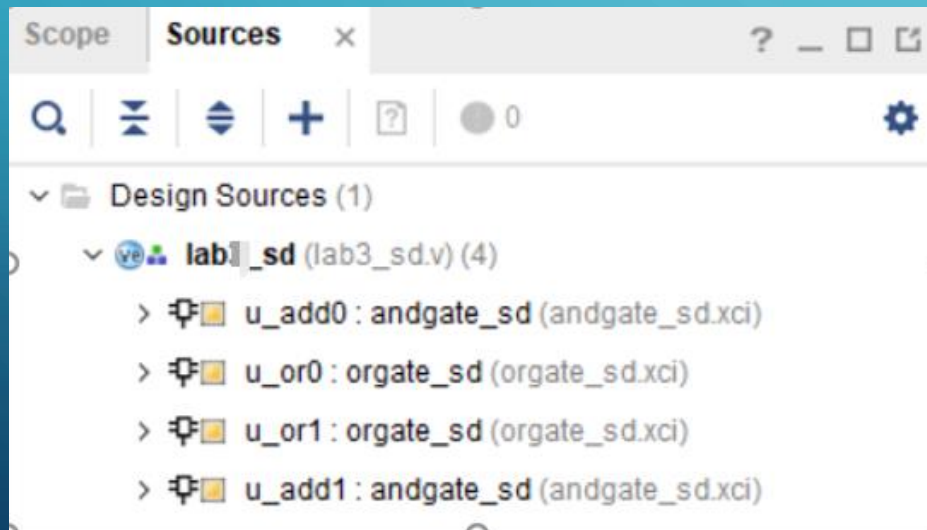 Scope Sources
0
Design Sources (1)
_sd (lab3_sd.v) (4)
u_add0 : andgate_sd (andgate_sd.xci)
u_or0 : orgate_sd (orgate_sd.xci)
u_or1 : orgate_sd (orgate_sd.xci)
u_add1 : andgate_sd (andgate_sd.xci)